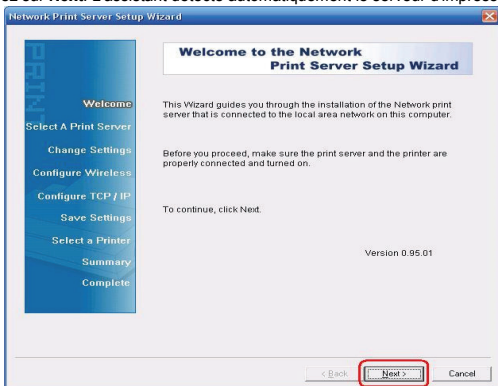 sur Next. L'assistant détecte automatiquement le serveur d'impress
Network Print Server Setup Wizard
Welcome to the Network
Print Server Setup Wizard
PRINT
Welcome
Select A Print Server
Change Settings
Configure Wireless
Configure TCP / IP
Save Settings
Select a Printer
Summary
Complete
This Wizard guides you through the installation of the Network print
server that is connected to the local area network on this computer.
Before you proceed, make sure the print server and the printer are
properly connected and turned on.
To continue, click Next.
Version 0.95.01
< Back
Next >
Cancel